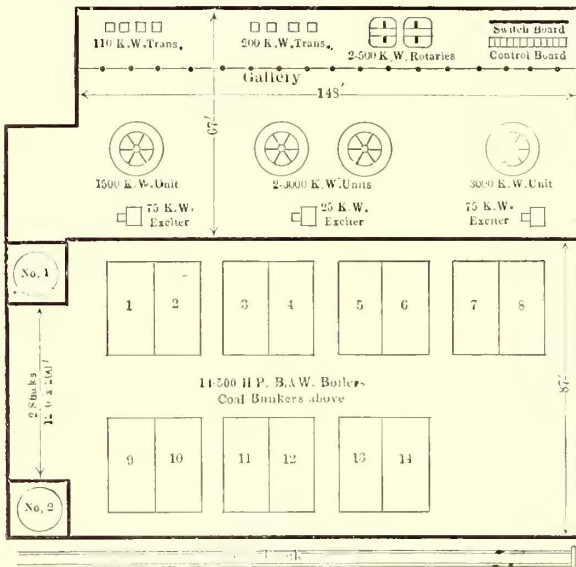 110 K.W.Trans.
200 K.W.Trans.
2-500 K.W. Rotaries
Switch Board
Control Board
Gallery
148'
67'
1500 K.W. Unit
2-3000 K.W. Units
3000 K.W. Unit
75 K.W.
Exciter
25 K.W.
Exciter
75 K.W.
Exciter
No. 1
1 2 3 4 5 6 7 8
14-500 H.P. B.&W. Boilers
Coal Bunkers above
2 Stacks
87'
9 10 11 12 13 14
No. 2